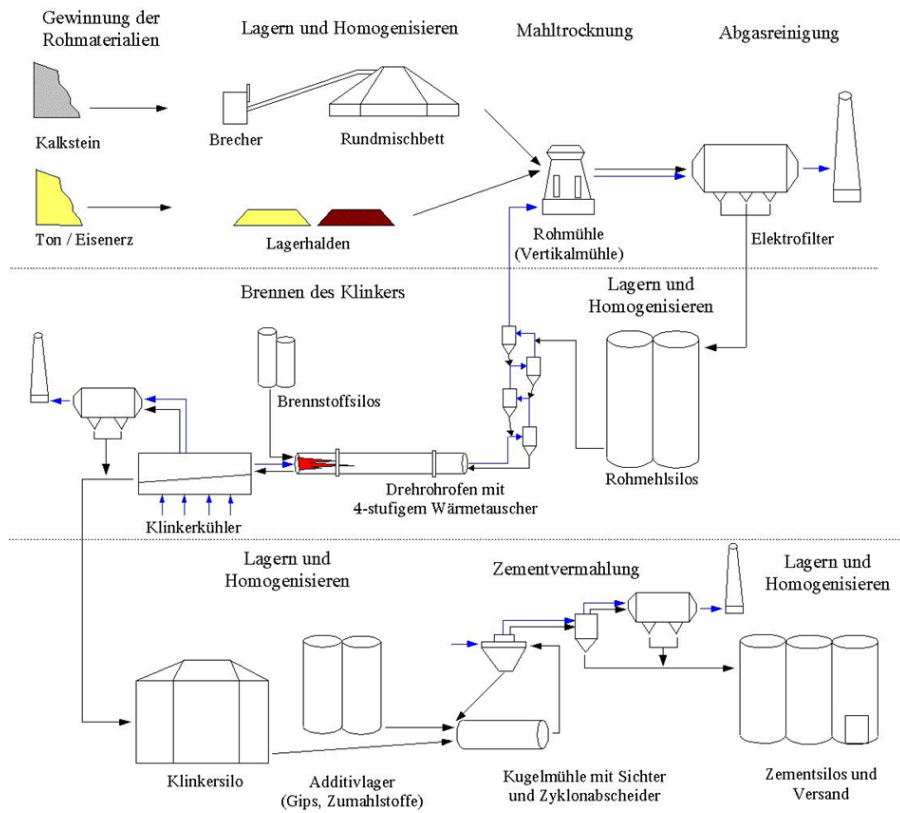 Gewinnung der
Rohmaterialien
Lagern und Homogenisieren
Mahltrocknung
Abgasreinigung
Kalkstein
Brecher
Rundmischbett
Ton / Eisenerz
Lagerhalden
Rohmühle
(Vertikalmühle)
Elektrofilter
Brennen des Klinkers
Lagern und
Homogenisieren
Brennstoffsilos
Rohmehlsilos
Drehrohrofen mit
4-stufigem Wärmetauscher
Klinkerkühler
Lagern und
Homogenisieren
Zementvermahlung
Lagern und
Homogenisieren
Klinkersilo
Additivlager
(Gips, Zumahlstoffe)
Kugelmühle mit Sichter
und Zyklonabscheider
Zementsilos und
Versand